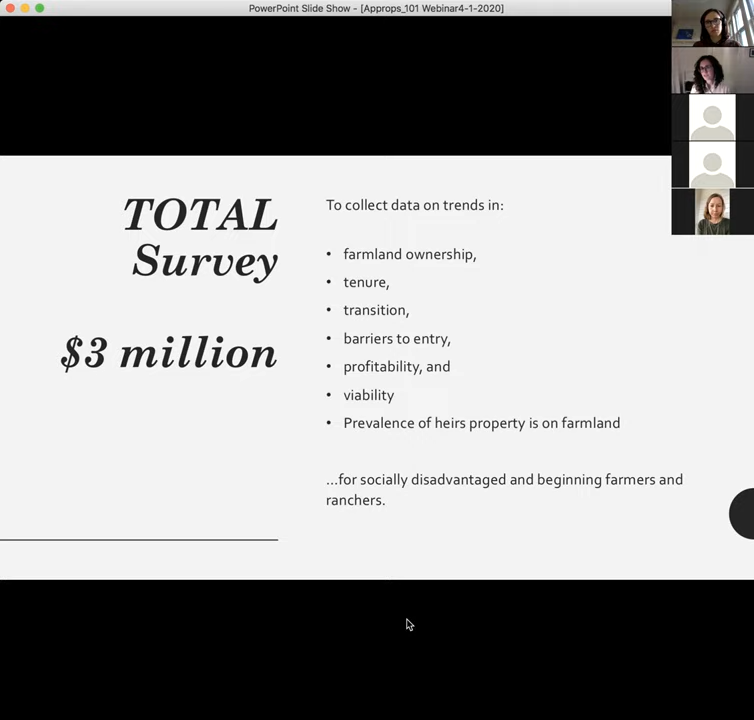 PowerPoint Slide Show - [Approps_101 Webinar4-1-2020]
TOTAL
Survey
$3 million
To collect data on trends in:
• farmland ownership,
• tenure,
• transition,
• barriers to entry,
• profitability, and
• viability
• Prevalence of heirs property is on farmland
...for socially disadvantaged and beginning farmers and
ranchers.